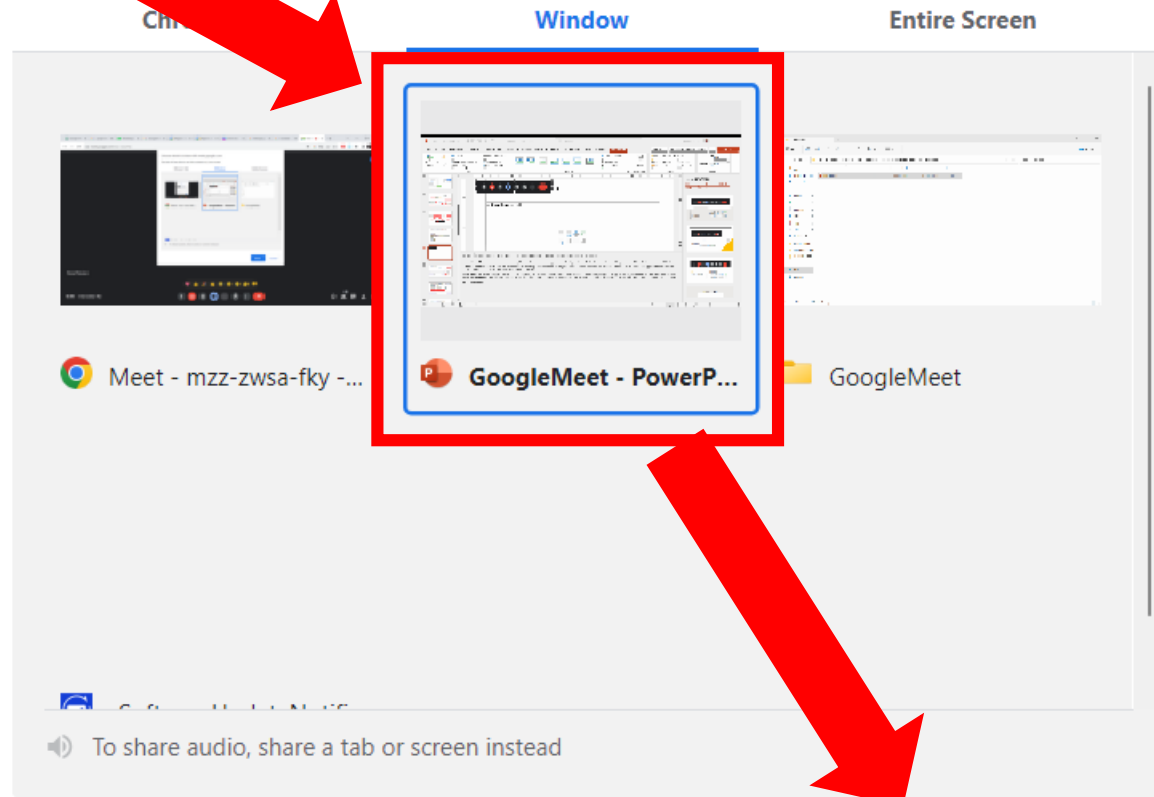 Window
Entire Screen
Meet - mzz-zwsa-fky -...
GoogleMeet - PowerP...
GoogleMeet
To share audio, share a tab or screen instead